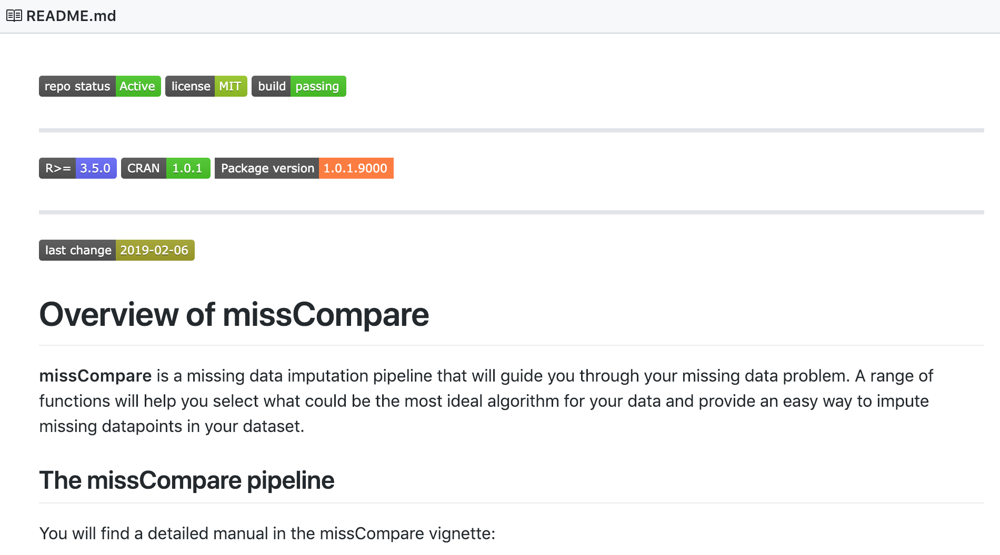 README.md
repo status Active license MIT build passing
R>= 3.5.0 CRAN 1.0.1 Package version 1.0.1.9000
last change 2019-02-06
Overview of missCompare
missCompare is a missing data imputation pipeline that will guide you through your missing data problem. A range of
functions will help you select what could be the most ideal algorithm for your data and provide an easy way to impute
missing datapoints in your dataset.
The missCompare pipeline
You will find a detailed manual in the missCompare vignette: